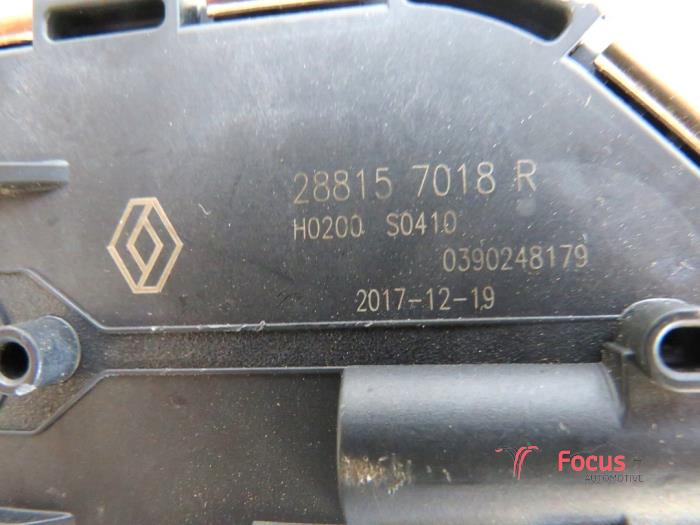 28815 7018 R
H0200 S0410
0390248179
2017-12-19
Focus
AUTOMOTIVE